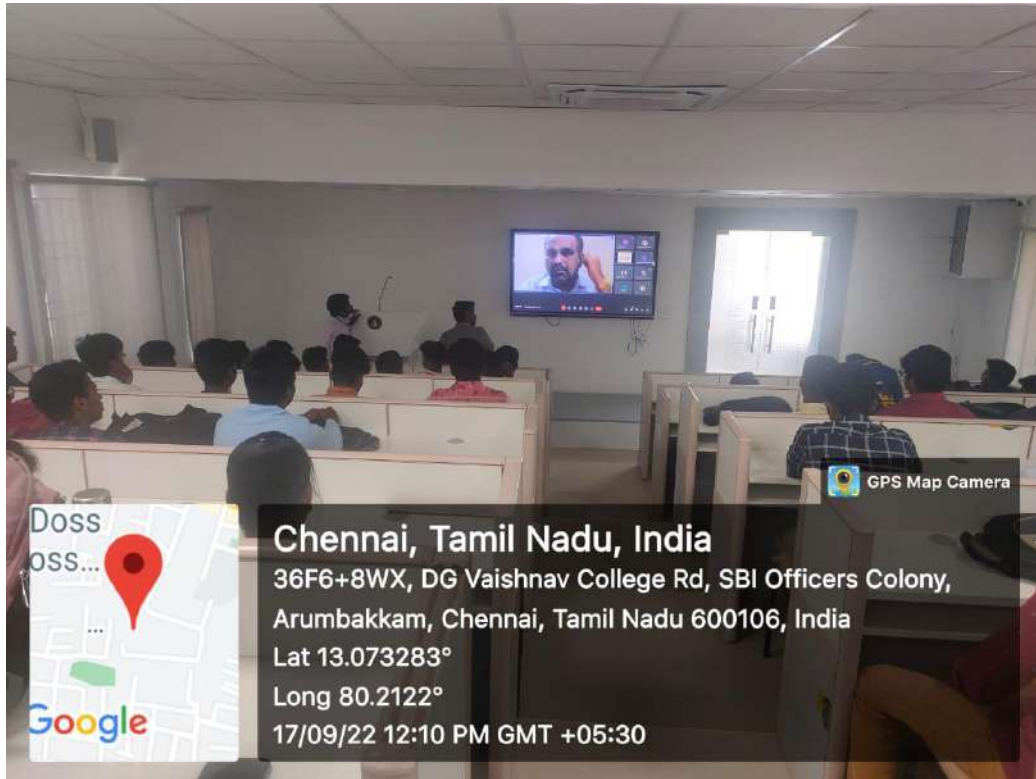 GPS Map Camera
Doss
oss...
...
Google
Chennai, Tamil Nadu, India
36F6+8WX, DG Vaishnav College Rd, SBI Officers Colony,
Arumbakkam, Chennai, Tamil Nadu 600106, India
Lat 13.073283°
Long 80.2122°
17/09/22 12:10 PM GMT +05:30